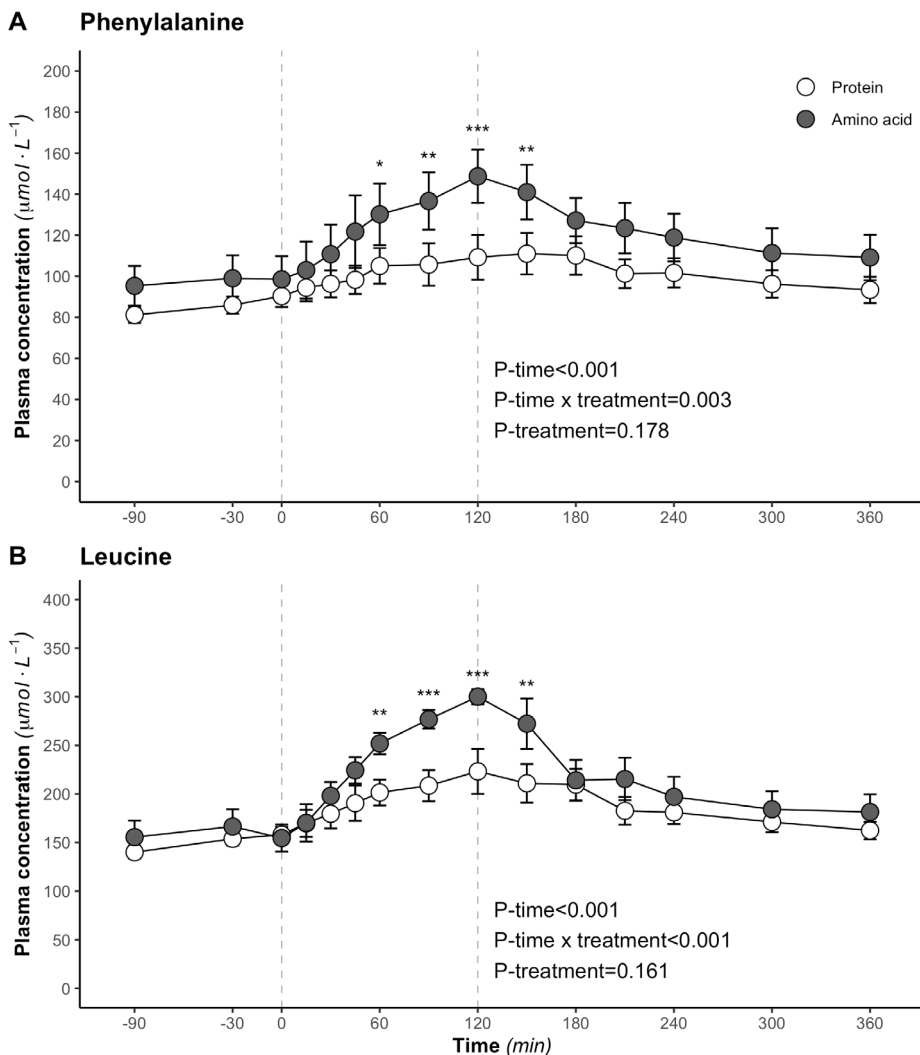 A Phenylalanine
Plasma concentration (μmol · L⁻¹)
200
180
160
140
120
100
80
60
40
20
0
Protein
Amino acid
* ** *** **
P-time<0.001
P-time x treatment=0.003
P-treatment=0.178
-90 -30 0 60 120 180 240 300 360
B Leucine
Plasma concentration (μmol · L⁻¹)
400
350
300
250
200
150
100
50
0
** *** *** **
P-time<0.001
P-time x treatment<0.001
P-treatment=0.161
-90 -30 0 60 120 180 240 300 360
Time (min)